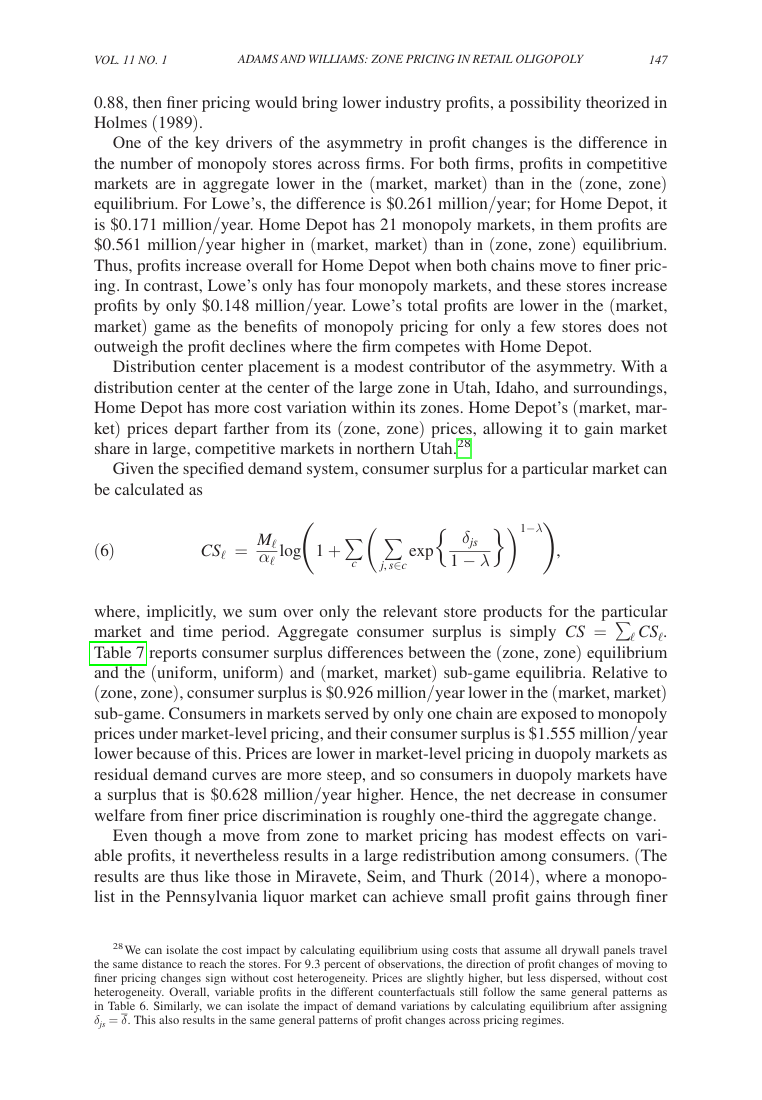 VOL. 11 NO. 1 ADAMS AND WILLIAMS: ZONE PRICING IN RETAIL OLIGOPOLY 147
0.88, then finer pricing would bring lower industry profits, a possibility theorized in
Holmes (1989).
One of the key drivers of the asymmetry in profit changes is the difference in
the number of monopoly stores across firms. For both firms, profits in competitive
markets are in aggregate lower in the (market, market) than in the (zone, zone)
equilibrium. For Lowe's, the difference is $0.261 million/year; for Home Depot, it
is $0.171 million/year. Home Depot has 21 monopoly markets, in them profits are
$0.561 million/year higher in (market, market) than in (zone, zone) equilibrium.
Thus, profits increase overall for Home Depot when both chains move to finer pric-
ing. In contrast, Lowe's only has four monopoly markets, and these stores increase
profits by only $0.148 million/year. Lowe's total profits are lower in the (market,
market) game as the benefits of monopoly pricing for only a few stores does not
outweigh the profit declines where the firm competes with Home Depot.
Distribution center placement is a modest contributor of the asymmetry. With a
distribution center at the center of the large zone in Utah, Idaho, and surroundings,
Home Depot has more cost variation within its zones. Home Depot's (market, mar-
ket) prices depart farther from its (zone, zone) prices, allowing it to gain market
share in large, competitive markets in northern Utah.28
Given the specified demand system, consumer surplus for a particular market can
be calculated as
(6) CSℓ = Mℓ/αℓ log(1 + ∑c (∑j,s∈c exp{δjs/(1 − λ)})^(1−λ)),
where, implicitly, we sum over only the relevant store products for the particular
market and time period. Aggregate consumer surplus is simply CS = ∑ℓ CSℓ.
Table 7 reports consumer surplus differences between the (zone, zone) equilibrium
and the (uniform, uniform) and (market, market) sub-game equilibria. Relative to
(zone, zone), consumer surplus is $0.926 million/year lower in the (market, market)
sub-game. Consumers in markets served by only one chain are exposed to monopoly
prices under market-level pricing, and their consumer surplus is $1.555 million/year
lower because of this. Prices are lower in market-level pricing in duopoly markets as
residual demand curves are more steep, and so consumers in duopoly markets have
a surplus that is $0.628 million/year higher. Hence, the net decrease in consumer
welfare from finer price discrimination is roughly one-third the aggregate change.
Even though a move from zone to market pricing has modest effects on vari-
able profits, it nevertheless results in a large redistribution among consumers. (The
results are thus like those in Miravete, Seim, and Thurk (2014), where a monopo-
list in the Pennsylvania liquor market can achieve small profit gains through finer
28 We can isolate the cost impact by calculating equilibrium using costs that assume all drywall panels travel
the same distance to reach the stores. For 9.3 percent of observations, the direction of profit changes of moving to
finer pricing changes sign without cost heterogeneity. Prices are slightly higher, but less dispersed, without cost
heterogeneity. Overall, variable profits in the different counterfactuals still follow the same general patterns as
in Table 6. Similarly, we can isolate the impact of demand variations by calculating equilibrium after assigning
δjs = δ̅. This also results in the same general patterns of profit changes across pricing regimes.